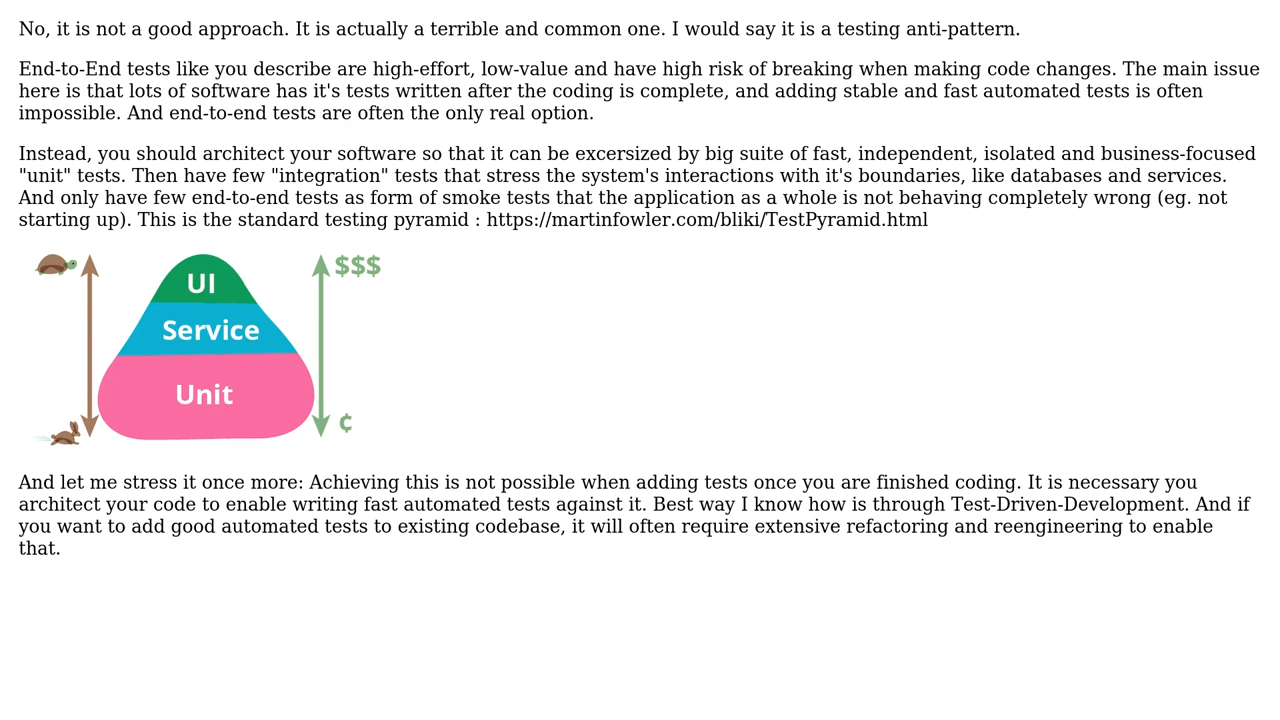 No, it is not a good approach. It is actually a terrible and common one. I would say it is a testing anti-pattern.
End-to-End tests like you describe are high-effort, low-value and have high risk of breaking when making code changes. The main issue
here is that lots of software has it's tests written after the coding is complete, and adding stable and fast automated tests is often
impossible. And end-to-end tests are often the only real option.
Instead, you should architect your software so that it can be excersized by big suite of fast, independent, isolated and business-focused
"unit" tests. Then have few "integration" tests that stress the system's interactions with it's boundaries, like databases and services.
And only have few end-to-end tests as form of smoke tests that the application as a whole is not behaving completely wrong (eg. not
starting up). This is the standard testing pyramid : https://martinfowler.com/bliki/TestPyramid.html
$$$
UI
Service
Unit
¢
And let me stress it once more: Achieving this is not possible when adding tests once you are finished coding. It is necessary you
architect your code to enable writing fast automated tests against it. Best way I know how is through Test-Driven-Development. And if
you want to add good automated tests to existing codebase, it will often require extensive refactoring and reengineering to enable
that.